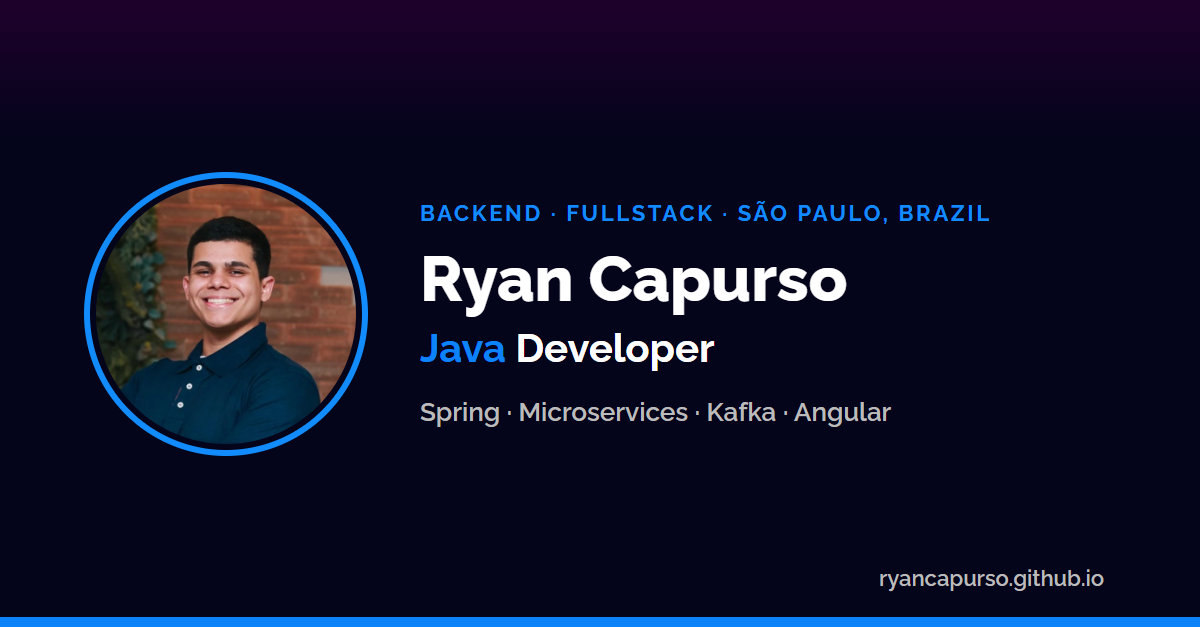 BACKEND · FULLSTACK · SÃO PAULO, BRAZIL
Ryan Capurso
Java Developer
Spring · Microservices · Kafka · Angular
ryancapurso.github.io